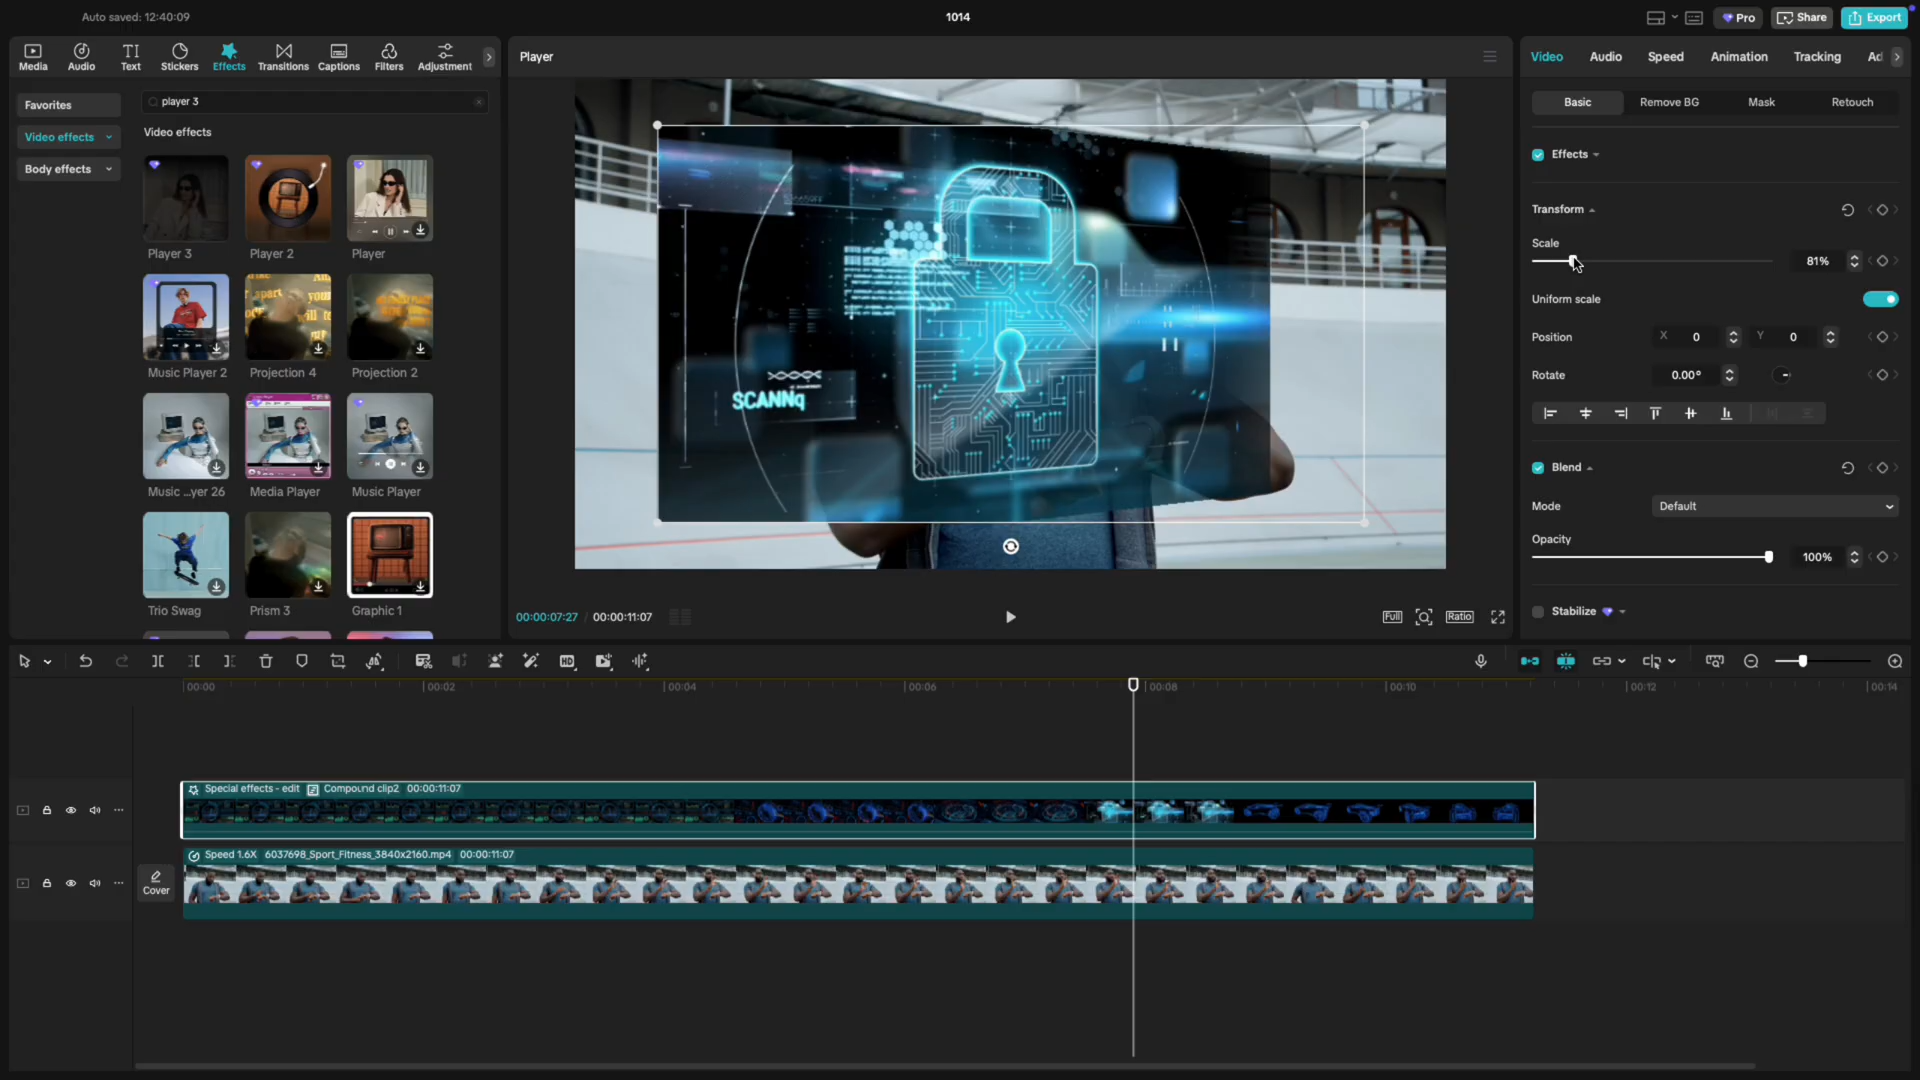 Auto saved: 12:40:09
1014
Pro
Share
Export
Media
Audio
Text
Stickers
Effects
Transitions
Captions
Filters
Adjustment
Favorites
Video effects
Body effects
player 3
Video effects
Player 3
Player 2
Player
Music Player 2
Projection 4
Projection 2
Music ...yer 26
Media Player
Music Player
Trio Swag
Prism 3
Graphic 1
Player
SCANNq
00:00:07:27 / 00:00:11:07
Full
Ratio
Video
Audio
Speed
Animation
Tracking
Ad
Basic
Remove BG
Mask
Retouch
Effects
Transform
Scale
81%
Uniform scale
Position
X 0
Y 0
Rotate
0.00°
Blend
Mode
Default
Opacity
100%
Stabilize
HD
00:00
00:02
00:04
00:06
00:08
00:10
00:12
00:14
Special effects - edit Compound clip2 00:00:11:07
Speed 1.6X 6037698_Sport_Fitness_3840x2160.mp4 00:00:11:07
Cover